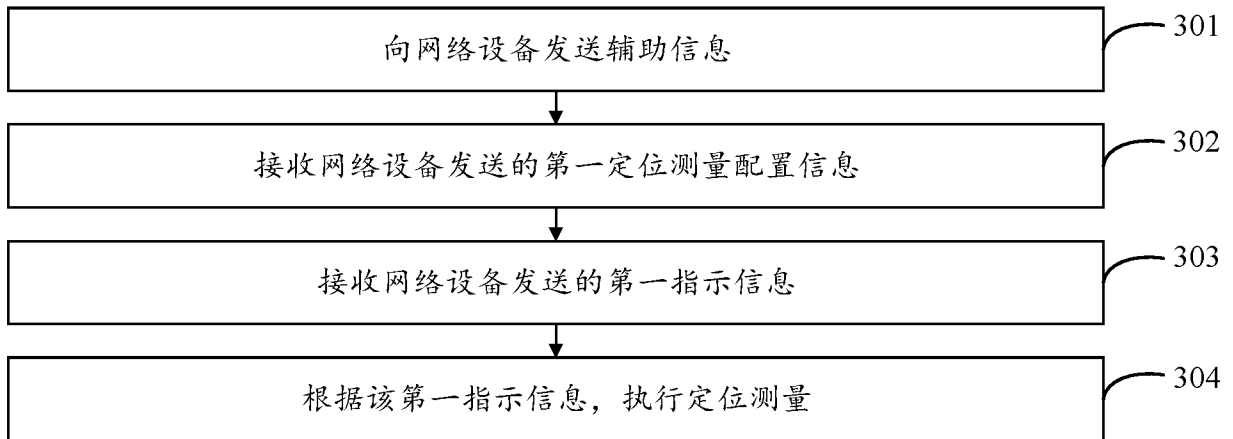 向网络设备发送辅助信息
301
接收网络设备发送的第一定位测量配置信息
302
接收网络设备发送的第一指示信息
303
根据该第一指示信息，执行定位测量
304